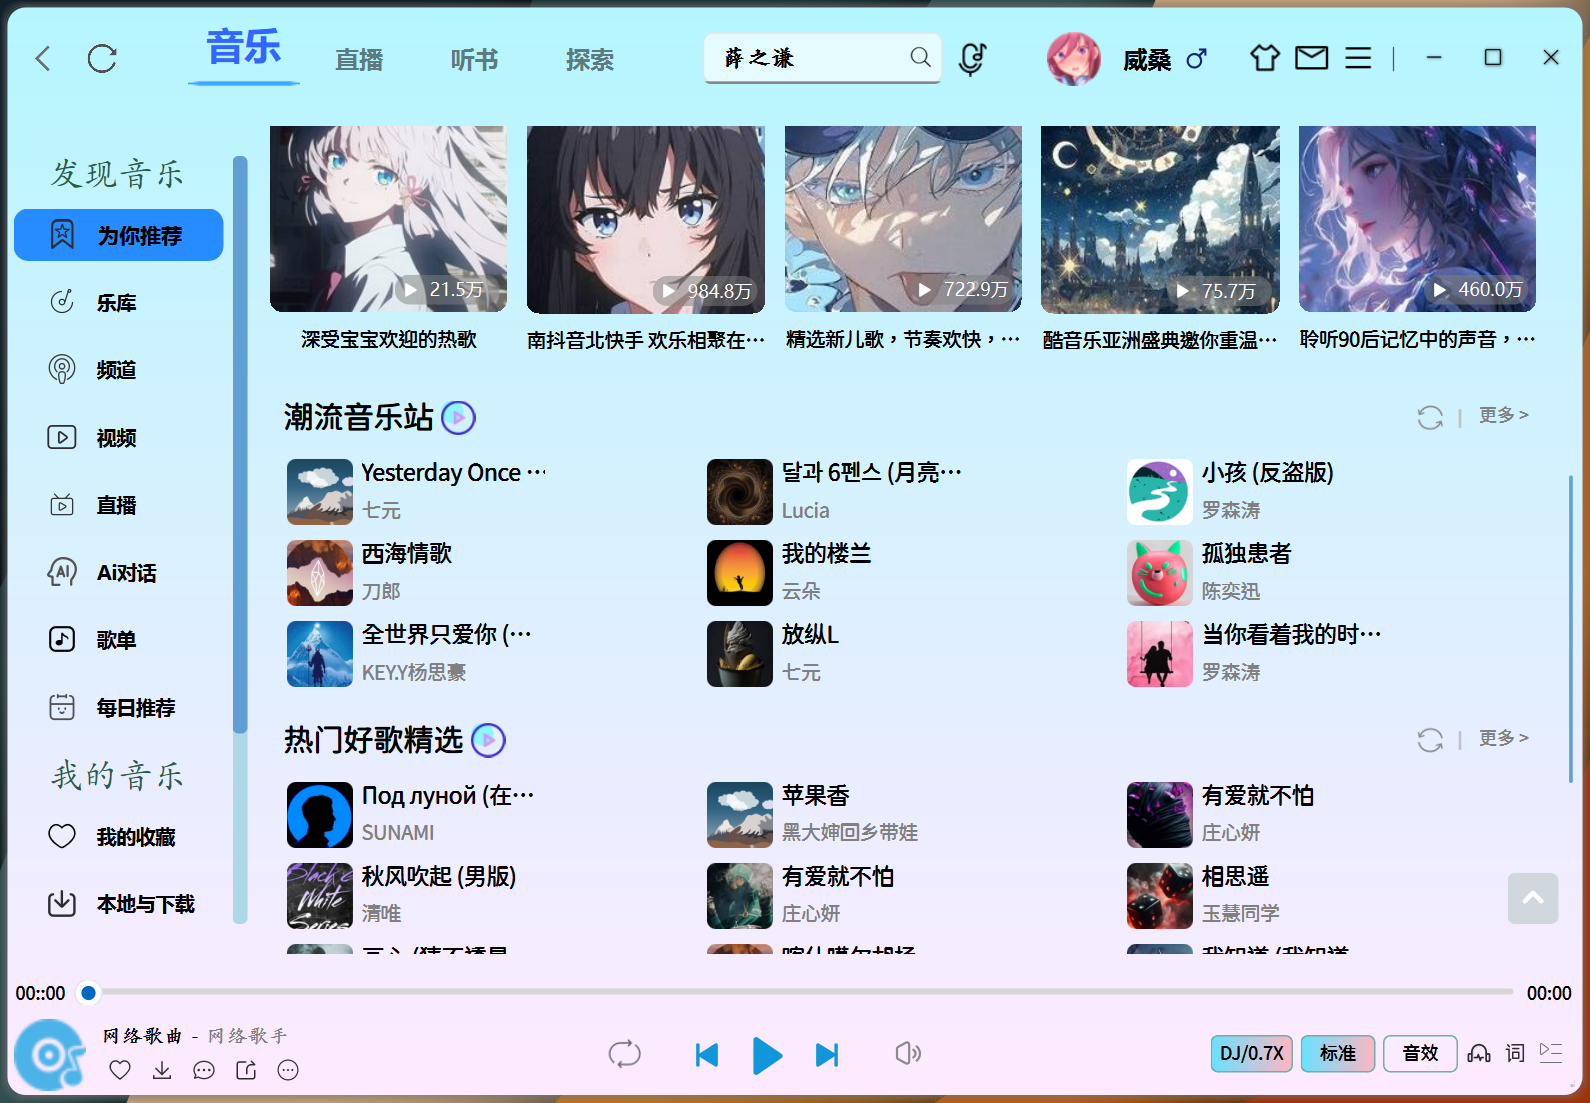 音乐
直播
听书
探索
薛之谦
威桑
发现音乐
为你推荐
乐库
频道
视频
直播
Ai对话
歌单
每日推荐
我的音乐
我的收藏
本地与下载
21.5万
984.8万
722.9万
75.7万
460.0万
深受宝宝欢迎的热歌
南抖音北快手 欢乐相聚在…
精选新儿歌，节奏欢快，…
酷音乐亚洲盛典邀你重温…
聆听90后记忆中的声音，…
潮流音乐站
更多 >
Yesterday Once …
七元
달과 6펜스 (月亮…
Lucia
小孩 (反盗版)
罗森涛
西海情歌
刀郎
我的楼兰
云朵
孤独患者
陈奕迅
全世界只爱你 (…
KEY.Y杨思豪
放纵L
七元
当你看着我的时…
罗森涛
热门好歌精选
更多 >
Под луной (在…
SUNAMI
苹果香
黑大婶回乡带娃
有爱就不怕
庄心妍
秋风吹起 (男版)
清唯
有爱就不怕
庄心妍
相思遥
玉慧同学
00::00
00:00
网络歌曲 - 网络歌手
DJ/0.7X
标准
音效
词